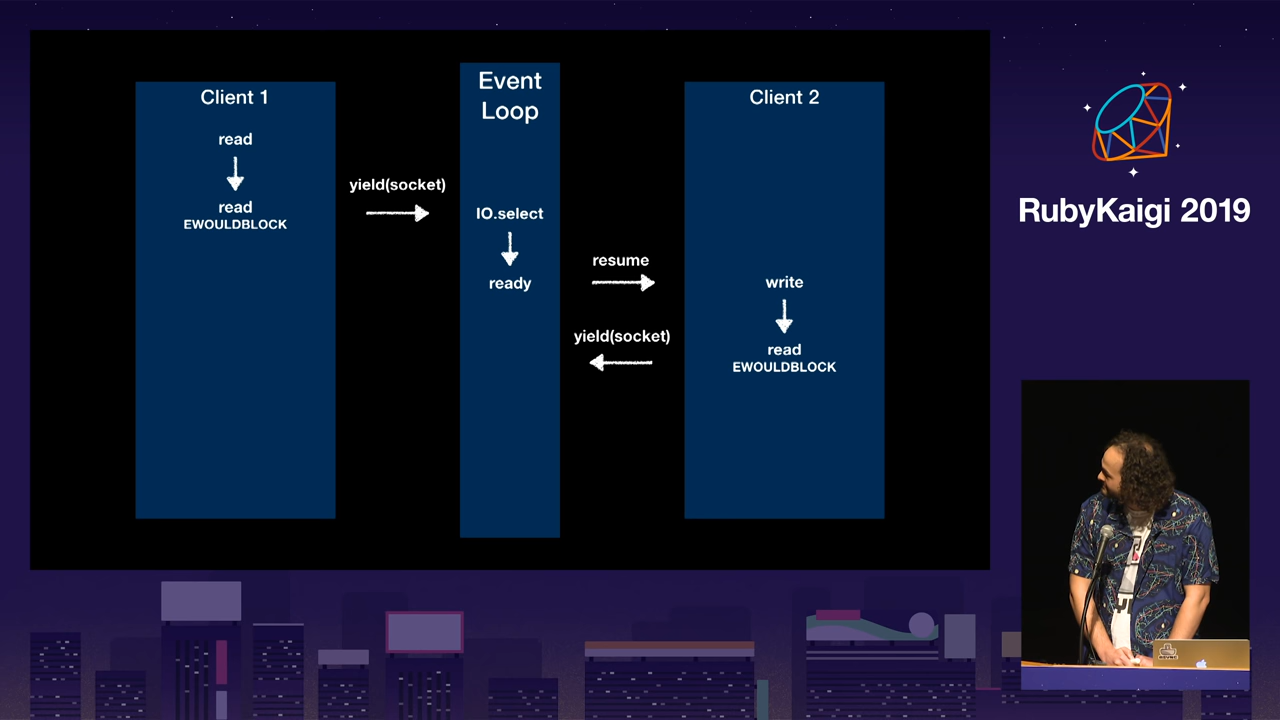 Client 1
read
read
EWOULDBLOCK
yield(socket)
Event
Loop
IO.select
ready
resume
yield(socket)
Client 2
write
read
EWOULDBLOCK
RubyKaigi 2019